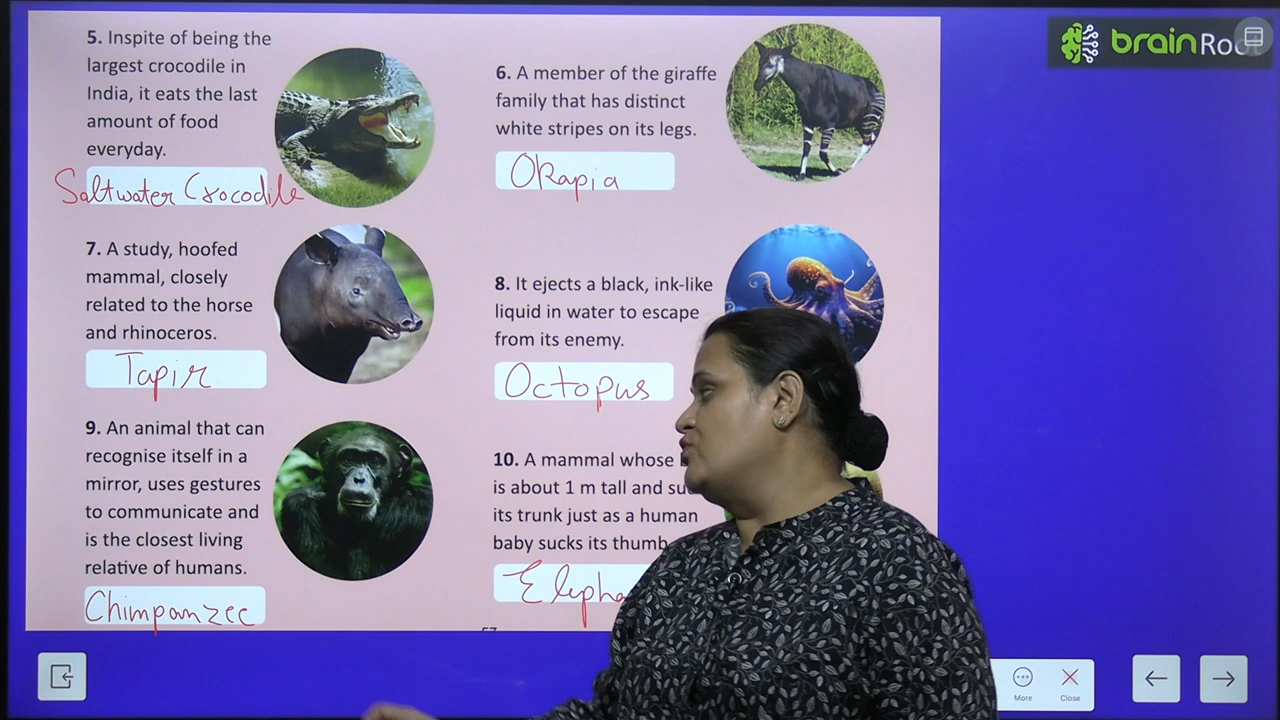 5. Inspite of being the
largest crocodile in
India, it eats the last
amount of food
everyday.
Saltwater Crocodile
6. A member of the giraffe
family that has distinct
white stripes on its legs.
Okapia
7. A study, hoofed
mammal, closely
related to the horse
and rhinoceros.
Tapir
8. It ejects a black, ink-like
liquid in water to escape
from its enemy.
Octopus
9. An animal that can
recognise itself in a
mirror, uses gestures
to communicate and
is the closest living
relative of humans.
Chimpanzee
10. A mammal whose
is about 1 m tall and
its trunk just as a human
baby sucks its thumb
Elepha
brainRoot
More
Close